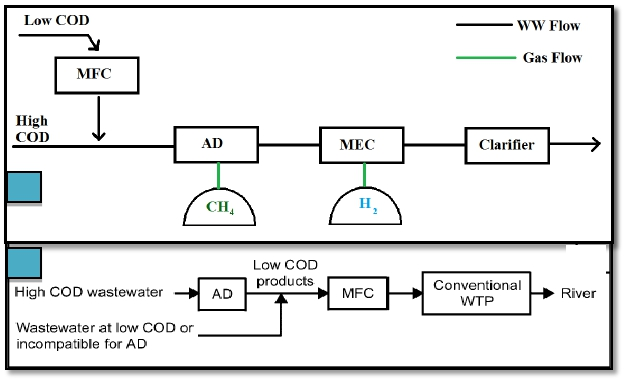 Low COD
WW Flow
Gas Flow
MFC
High
COD
AD
MEC
Clarifier
CH4
H2
Low COD
products
High COD wastewater
AD
MFC
Conventional
WTP
River
Wastewater at low COD or
incompatible for AD